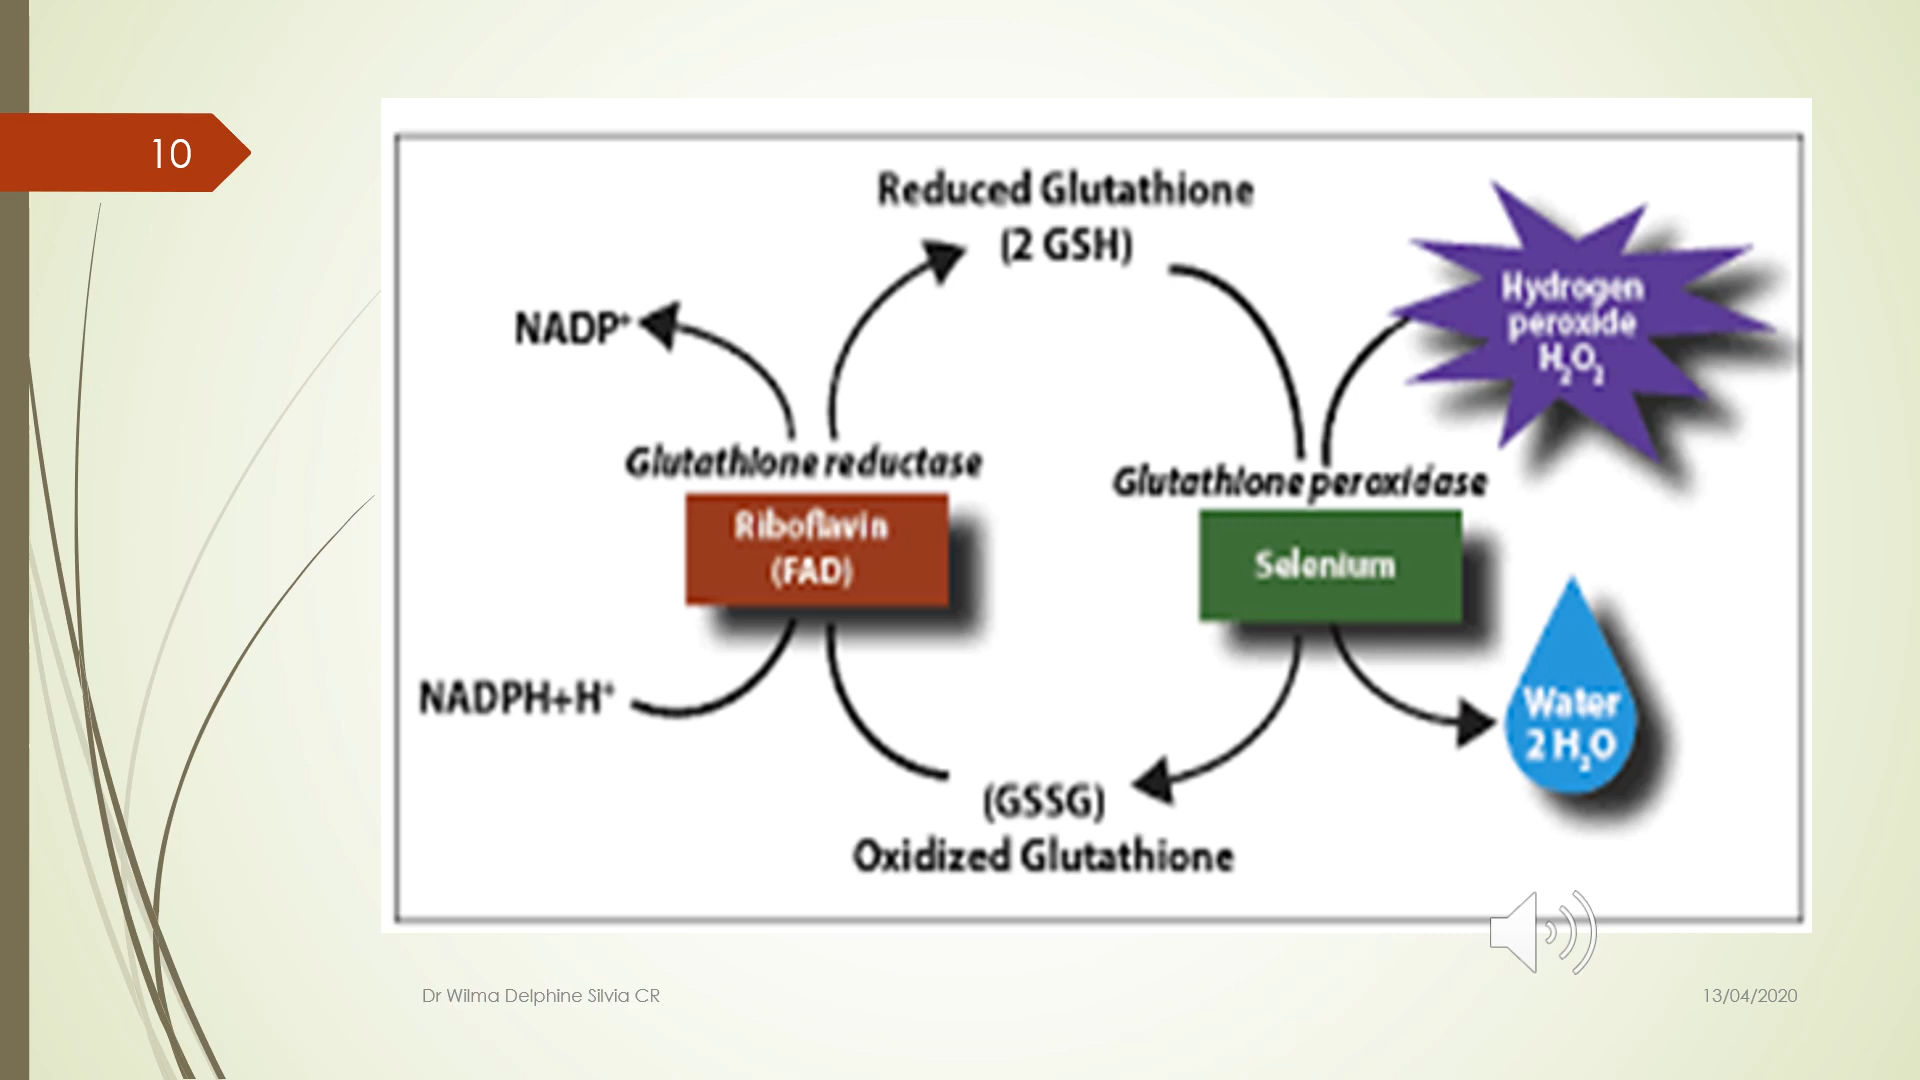 10
Reduced Glutathione
(2 GSH)
Hydrogen
peroxide
H₂O₂
NADP⁺
Glutathione reductase
Glutathione peroxidase
Riboflavin
(FAD)
Selenium
NADPH+H⁺
Water
2 H₂O
(GSSG)
Oxidized Glutathione
Dr Wilma Delphine Silvia CR
13/04/2020